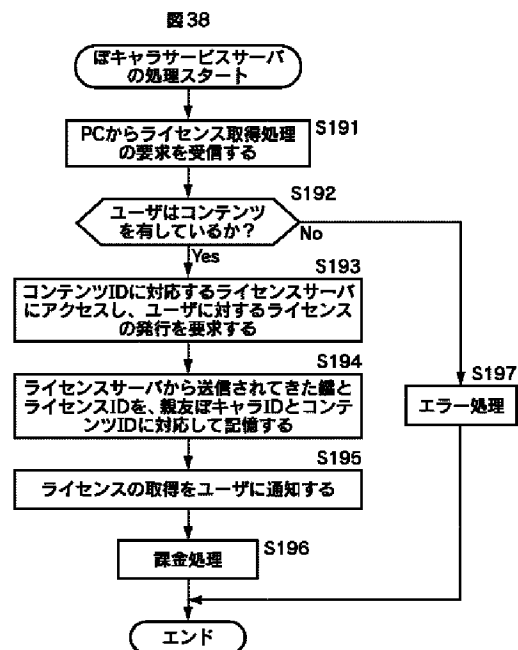 図38
ぽキャラサービスサーバ
の処理スタート
PCからライセンス取得処理
の要求を受信する
S191
S192
ユーザはコンテンツ
を有しているか?
No
Yes
S193
コンテンツIDに対応するライセンスサーバ
にアクセスし、ユーザに対するライセンス
の発行を要求する
S194
ライセンスサーバから送信されてきた鑑と
ライセンスIDを、親友ぽキャラIDとコンテ
ンツIDに対応して記憶する
S197
エラー処理
S195
ライセンスの取得をユーザに通知する
課金処理
S196
エンド